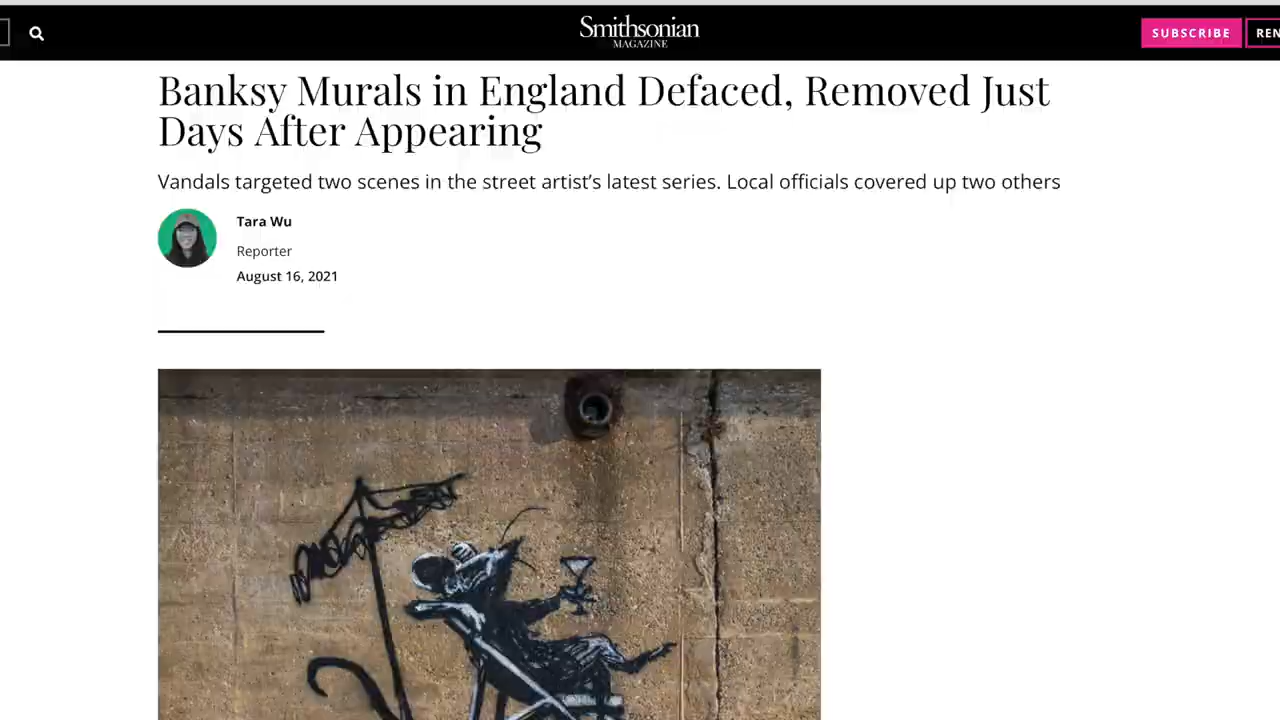 Smithsonian
MAGAZINE
SUBSCRIBE
Banksy Murals in England Defaced, Removed Just
Days After Appearing
Vandals targeted two scenes in the street artist's latest series. Local officials covered up two others
Tara Wu
Reporter
August 16, 2021